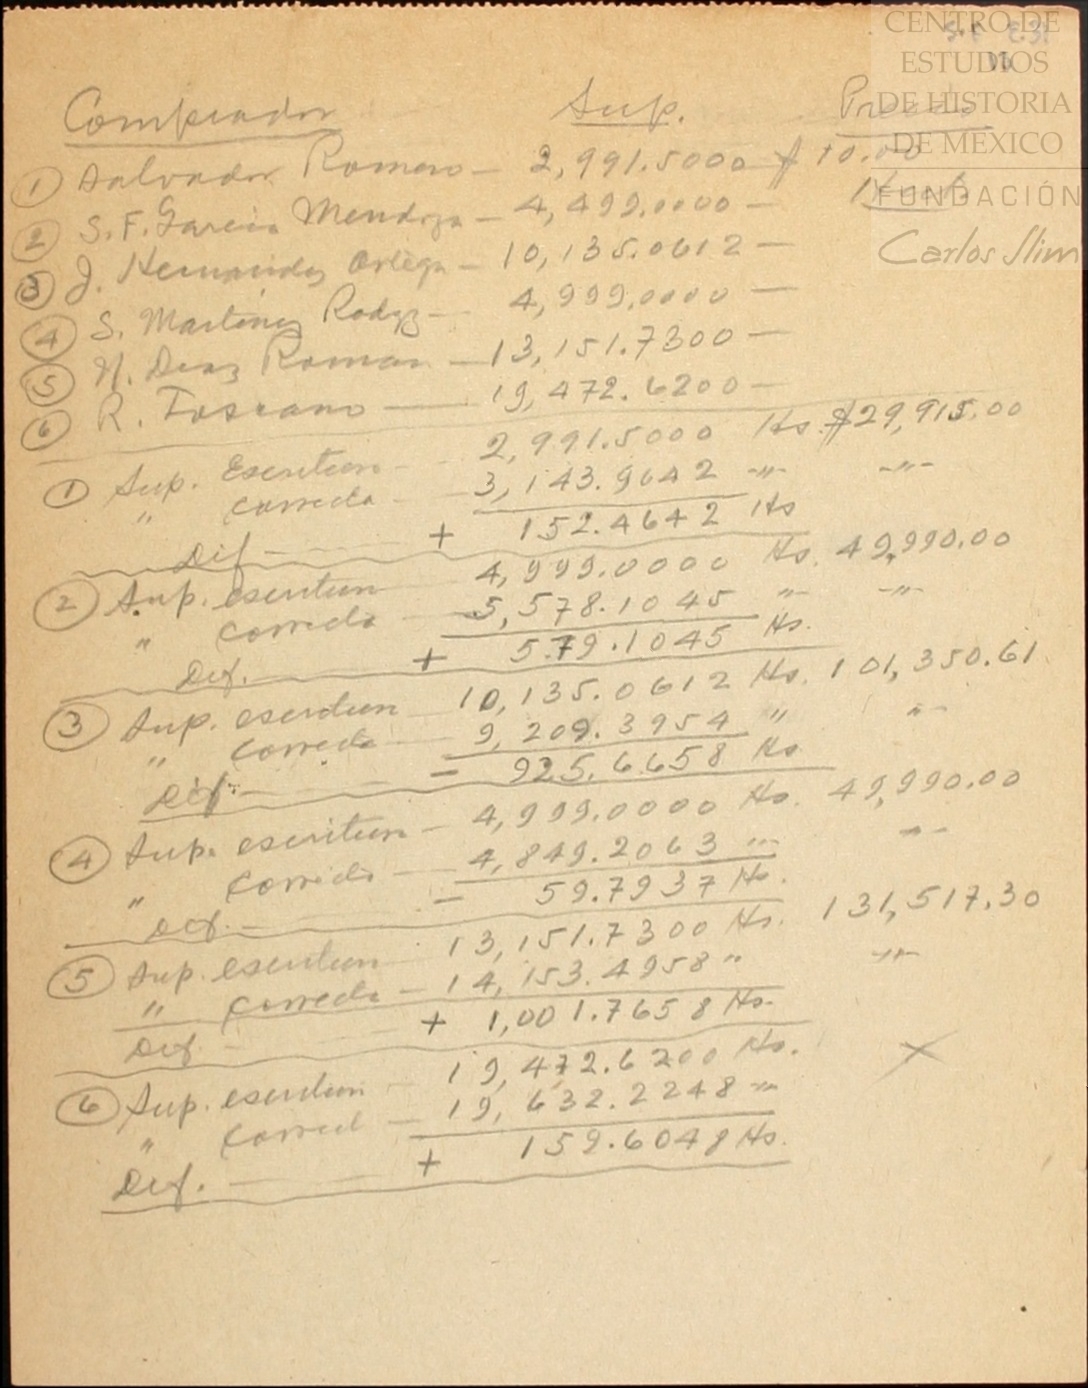 CENTRO DE
ESTUDIOS
DE HISTORIA
DE MÉXICO
FUNDACIÓN
Carlos Slim
Comprador Sup. Precio
① Salvador Romero — 2,991.5000 $ 10.00
② S. F. Garcia Mendoza — 4,499.0000 —
③ J. Hernandez Ortega — 10,135.0612 —
④ S. Martinez Rodgz — 4,999.0000 —
⑤ N. Diaz Roman — 13,151.7300 —
⑥ R. Toscano — 19,472.6200 —
① Sup. Escritura 2,991.5000 Hs. $29,915.00
" Correcta 3,143.9642 -"- -"-
Dif — + 152.4642 Hs
② Sup. escritura 4,999.0000 Hs. 49,990.00
" Correcta — 5,578.1045 -"- -"-
Dif. — + 579.1045 Hs.
③ Sup. escritura 10,135.0612 Hs. 101,350.61
" Correcta — 9,209.3954 " -"-
Dif. — - 925.6658 Hs
④ Sup. escritura — 4,999.0000 Hs. 49,990.00
" Correcta — 4,849.2063 -"- -"-
Dif. — - 59.7937 Hs.
⑤ Sup. escritura 13,151.7300 Hs. 131,517.30
" Correcta — 14,153.4958 " -"-
Dif — + 1,001.7658 Hs.
⑥ Sup. escritura — 19,472.6200 Hs. X
" Correct — 19,632.2248 -"-
Dif. — + 159.6048 Hs.